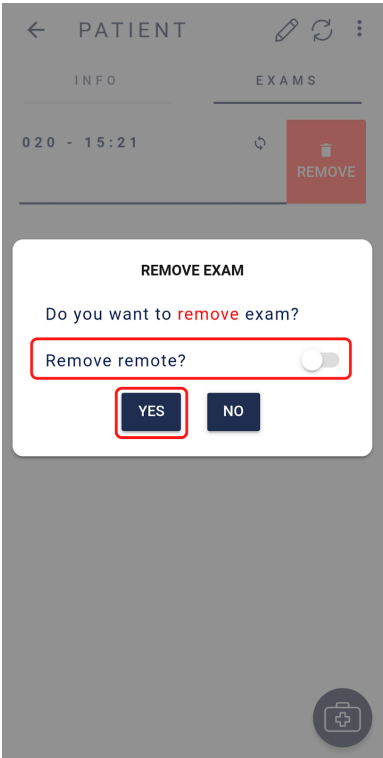 PATIENT
INFO
EXAMS
020 - 15:21
REMOVE
REMOVE EXAM
Do you want to remove exam?
Remove remote?
YES
NO